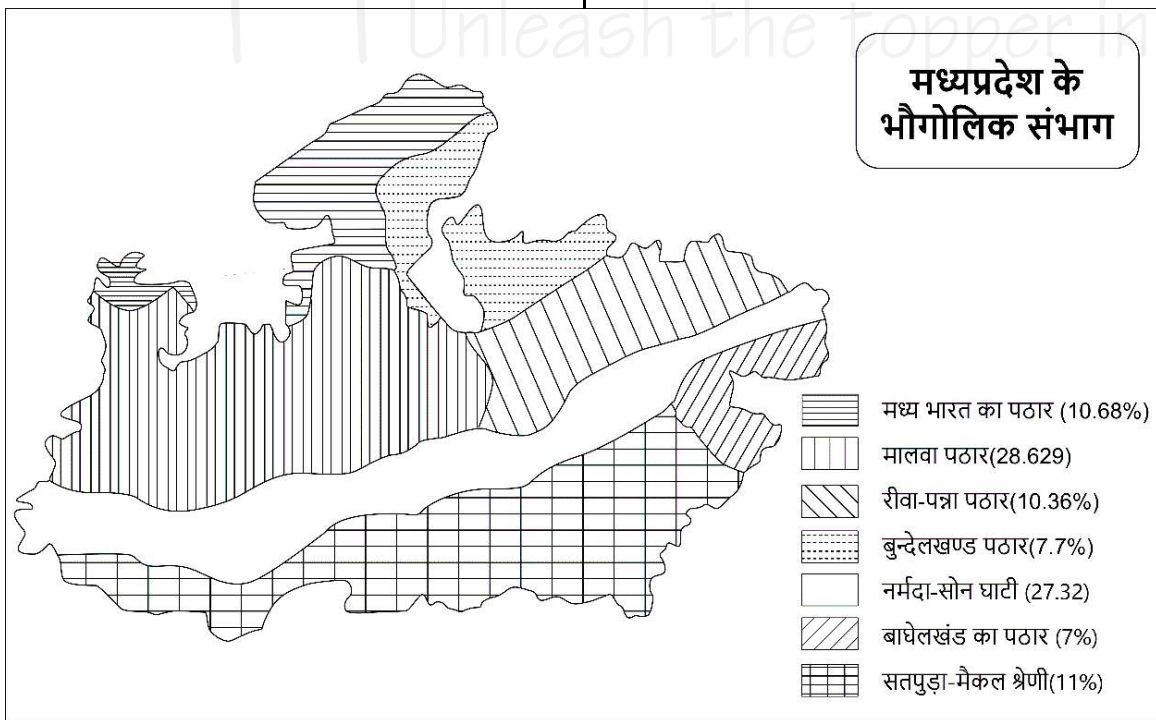 Unleash the topper in
मध्यप्रदेश के
भौगोलिक संभाग
मध्य भारत का पठार (10.68%)
मालवा पठार(28.629)
रीवा-पन्ना पठार(10.36%)
बुन्देलखण्ड पठार(7.7%)
नर्मदा-सोन घाटी (27.32)
बाघेलखंड का पठार (7%)
सतपुड़ा-मैकल श्रेणी(11%)